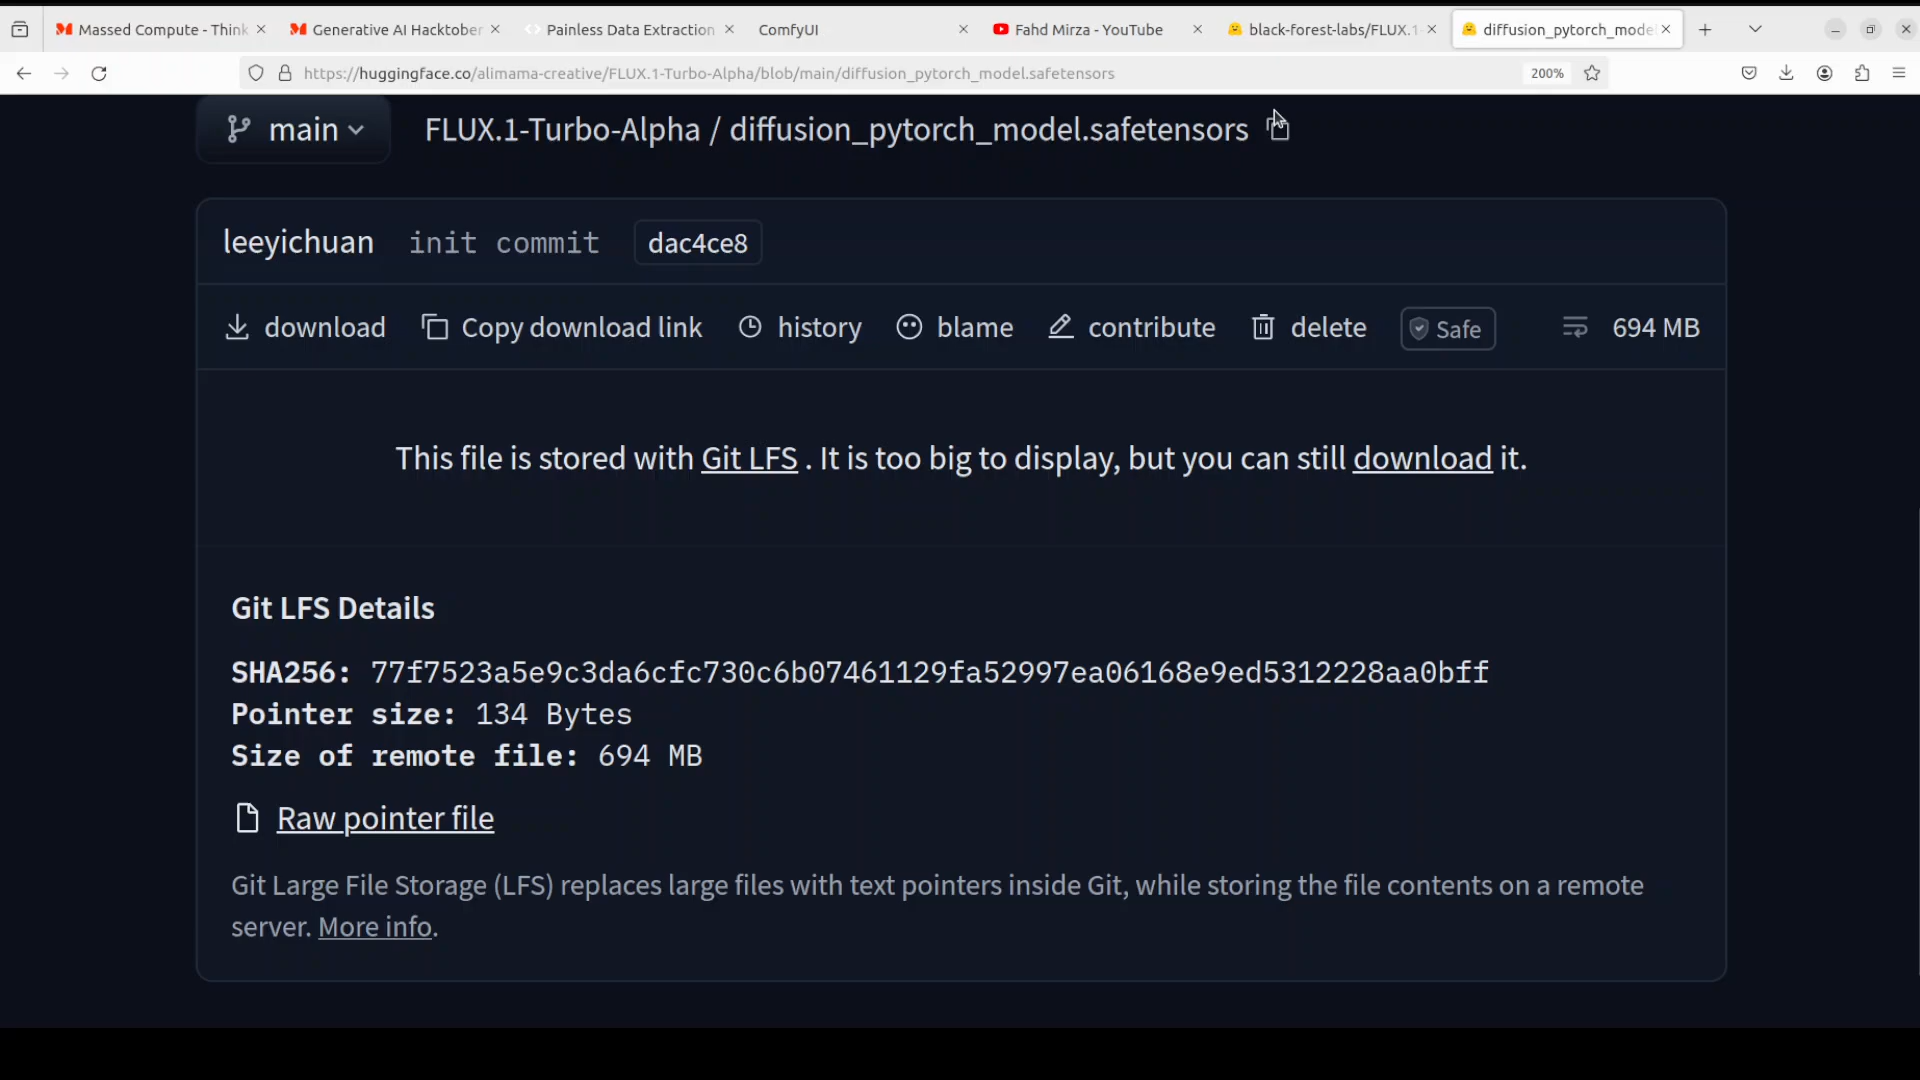 Massed Compute - Think
Generative AI Hacktober
Painless Data Extraction
ComfyUI
Fahd Mirza - YouTube
black-forest-labs/FLUX.1-
diffusion_pytorch_mode
https://huggingface.co/alimama-creative/FLUX.1-Turbo-Alpha/blob/main/diffusion_pytorch_model.safetensors
200%
main
FLUX.1-Turbo-Alpha / diffusion_pytorch_model.safetensors
leeyichuan init commit dac4ce8
download Copy download link history blame contribute delete Safe 694 MB
This file is stored with Git LFS . It is too big to display, but you can still download it.
Git LFS Details
SHA256: 77f7523a5e9c3da6cfc730c6b07461129fa52997ea06168e9ed5312228aa0bff
Pointer size: 134 Bytes
Size of remote file: 694 MB
Raw pointer file
Git Large File Storage (LFS) replaces large files with text pointers inside Git, while storing the file contents on a remote
server. More info.